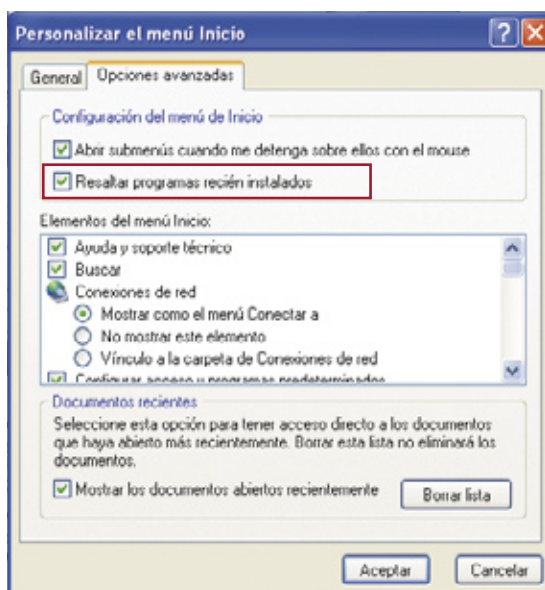 Personalizar el menú Inicio
General
Opciones avanzadas
Configuración del menú de Inicio
Abrir submenús cuando me detenga sobre ellos con el mouse
Resaltar programas recién instalados
Elementos del menú Inicio:
Ayuda y soporte técnico
Buscar
Conexiones de red
Mostrar como el menú Conectar a
No mostrar este elemento
Vínculo a la carpeta de Conexiones de red
Configurar acceso y programas predeterminados
Documentos recientes
Seleccione esta opción para tener acceso directo a los documentos
que haya abierto más recientemente. Borrar esta lista no eliminará los
documentos.
Mostrar los documentos abiertos recientemente
Borrar lista
Aceptar
Cancelar